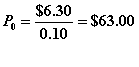 P₀ = $6.30 / 0.10 = $63.00